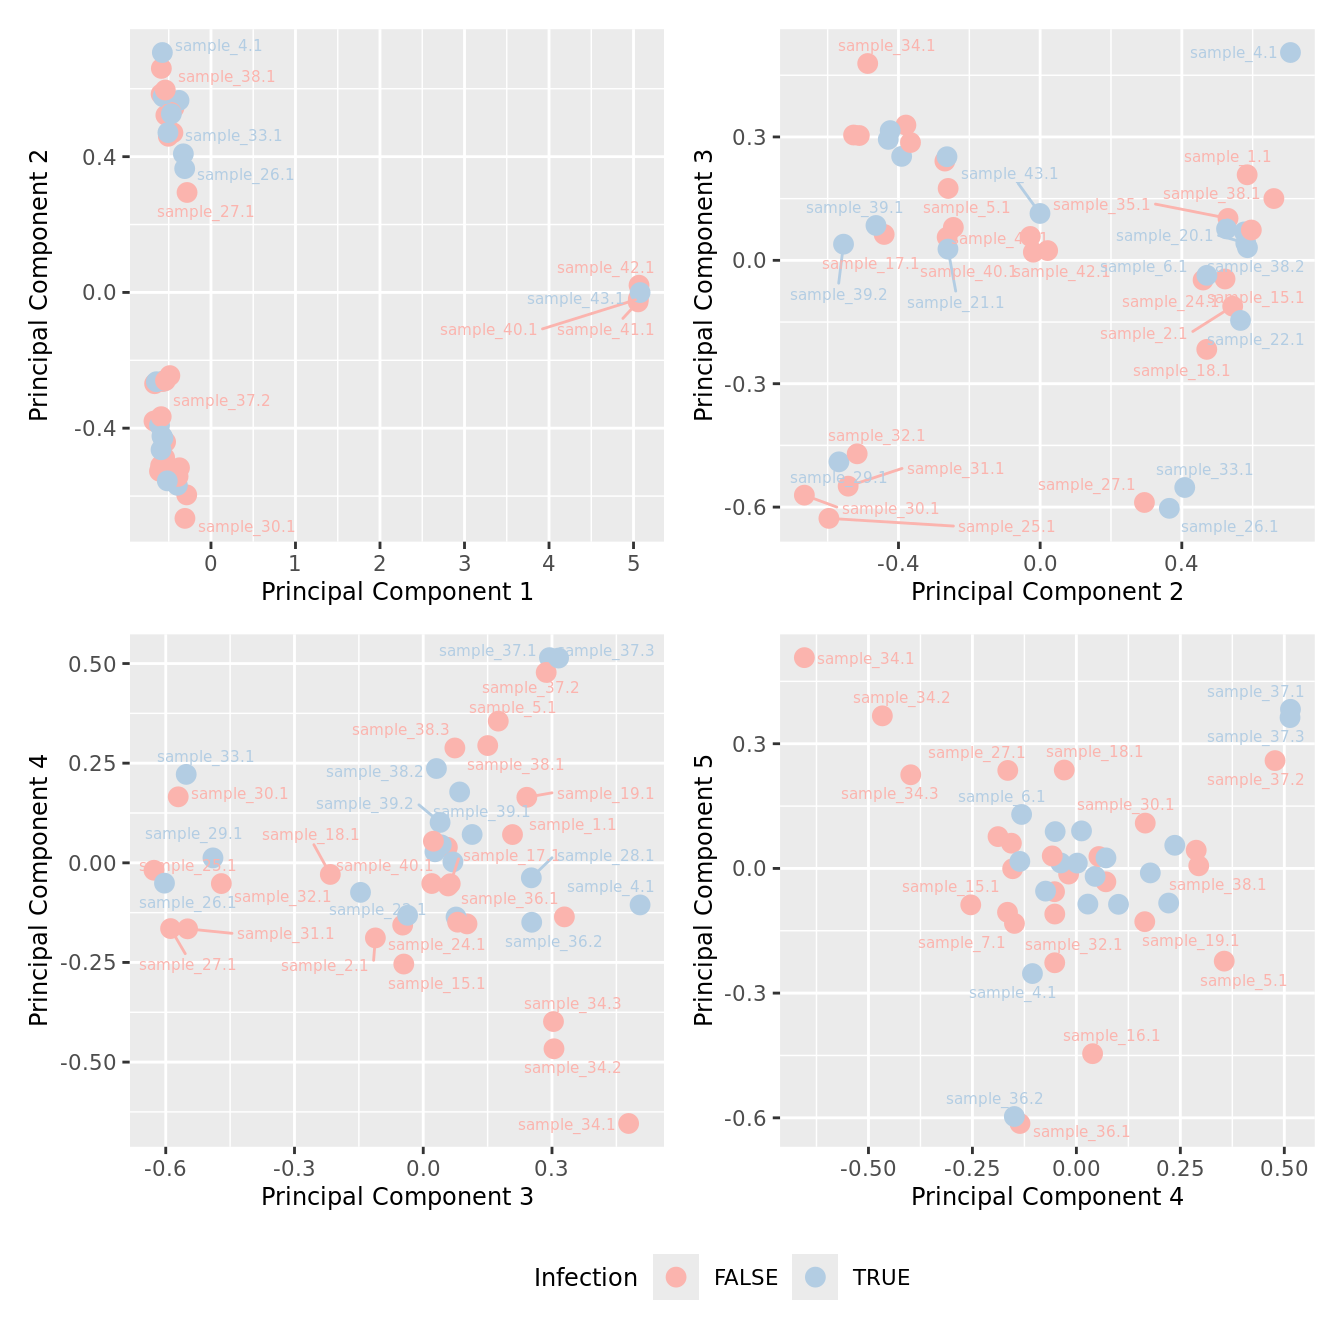 sample_4.1
sample_38.1
sample_33.1
sample_26.1
sample_27.1
sample_42.1
sample_43.1
sample_40.1
sample_41.1
sample_37.2
sample_30.1
0.4
0.0
-0.4
0
1
2
3
4
5
Principal Component 1
Principal Component 2
sample_34.1
sample_4.1
sample_1.1
sample_43.1
sample_38.1
sample_35.1
sample_39.1
sample_5.1
sample_20.1
sample_17.1
sample_40.1
sample_42.1
sample_6.1
sample_38.2
sample_39.2
sample_21.1
sample_15.1
sample_2.1
sample_22.1
sample_18.1
sample_32.1
sample_31.1
sample_29.1
sample_33.1
sample_27.1
sample_30.1
sample_25.1
sample_26.1
0.3
0.0
-0.3
-0.6
-0.4
0.0
0.4
Principal Component 2
Principal Component 3
sample_37.1
sample_37.3
sample_37.2
sample_5.1
sample_38.3
sample_33.1
sample_38.2
sample_38.1
sample_30.1
sample_19.1
sample_39.2
sample_39.1
sample_29.1
sample_18.1
sample_1.1
sample_40.1
sample_17.1
sample_28.1
sample_32.1
sample_36.1
sample_4.1
sample_26.1
sample_31.1
sample_24.1
sample_36.2
sample_27.1
sample_2.1
sample_15.1
sample_34.3
sample_34.2
sample_34.1
0.50
0.25
0.00
-0.25
-0.50
-0.6
-0.3
0.0
0.3
Principal Component 3
Principal Component 4
sample_34.1
sample_37.1
sample_34.2
sample_37.3
sample_27.1
sample_18.1
sample_37.2
sample_34.3
sample_6.1
sample_30.1
sample_15.1
sample_38.1
sample_7.1
sample_32.1
sample_19.1
sample_4.1
sample_5.1
sample_16.1
sample_36.2
sample_36.1
0.3
0.0
-0.3
-0.6
-0.50
-0.25
0.00
0.25
0.50
Principal Component 4
Principal Component 5
Infection
FALSE
TRUE